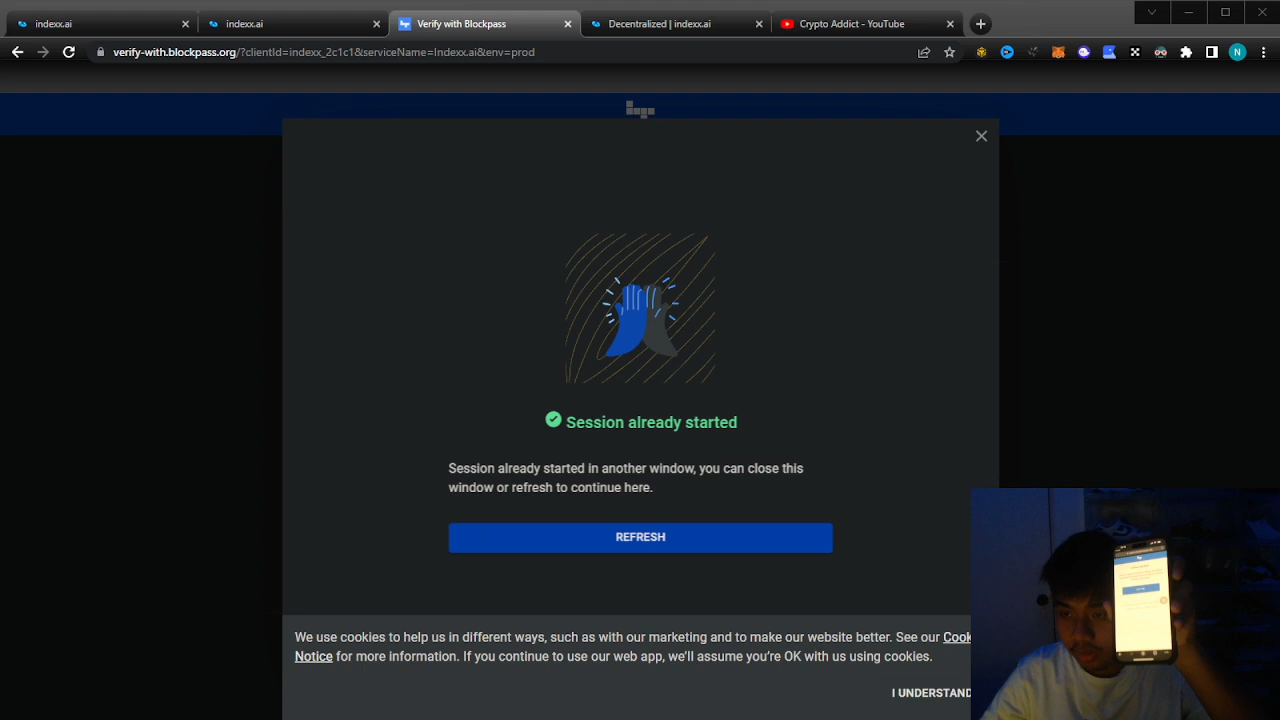 indexx.ai
indexx.ai
Verify with Blockpass
Decentralized | indexx.ai
Crypto Addict - YouTube
verify-with.blockpass.org/?clientId=indexx_2c1c1&serviceName=Indexx.ai&env=prod
N
Session already started
Session already started in another window, you can close this
window or refresh to continue here.
REFRESH
We use cookies to help us in different ways, such as with our marketing and to make our website better. See our Cook
Notice for more information. If you continue to use our web app, we'll assume you're OK with us using cookies.
I UNDERSTAND